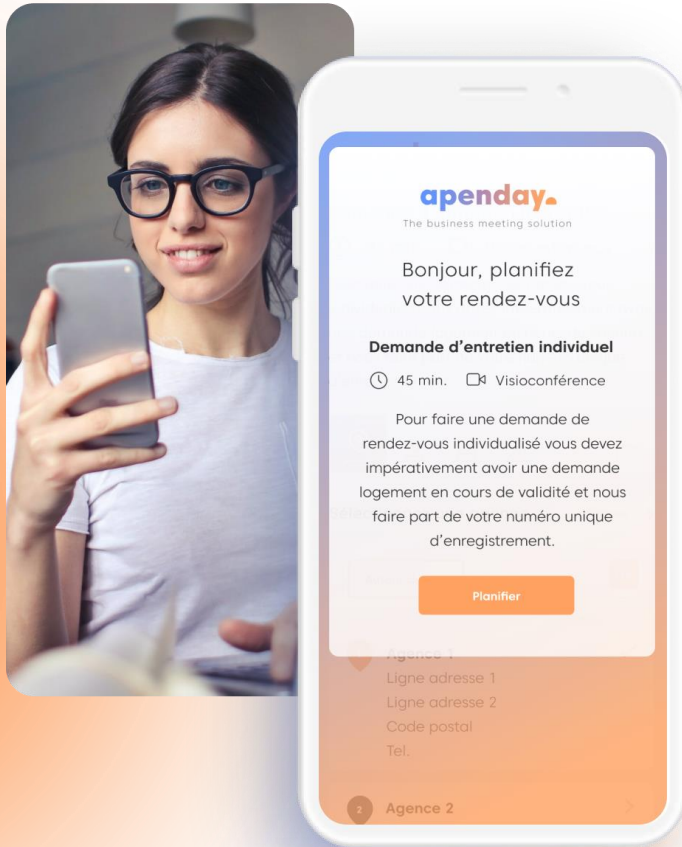 apenday.
The business meeting solution
Bonjour, planifiez
votre rendez-vous
Demande d’entretien individuel
45 min. Visioconférence
Pour faire une demande de
rendez-vous individualisé vous devez
impérativement avoir une demande
logement en cours de validité et nous
faire part de votre numéro unique
d’enregistrement.
Planifier
Agence 1
Ligne adresse 1
Ligne adresse 2
Code postal
Tel.
2 Agence 2